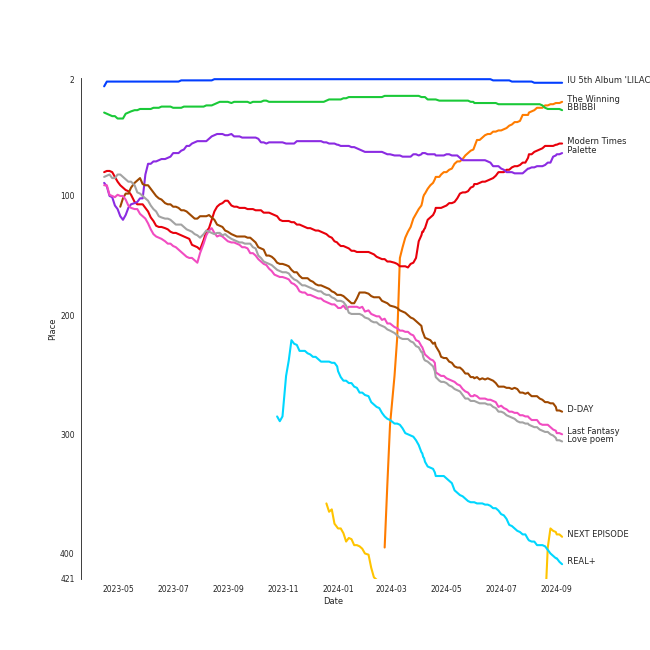 2
100
200
300
400
421
Place
2023-05
2023-07
2023-09
2023-11
2024-01
2024-03
2024-05
2024-07
2024-09
Date
IU 5th Album 'LILAC
The Winning
BBIBBI
Modern Times
Palette
D-DAY
Last Fantasy
Love poem
NEXT EPISODE
REAL+